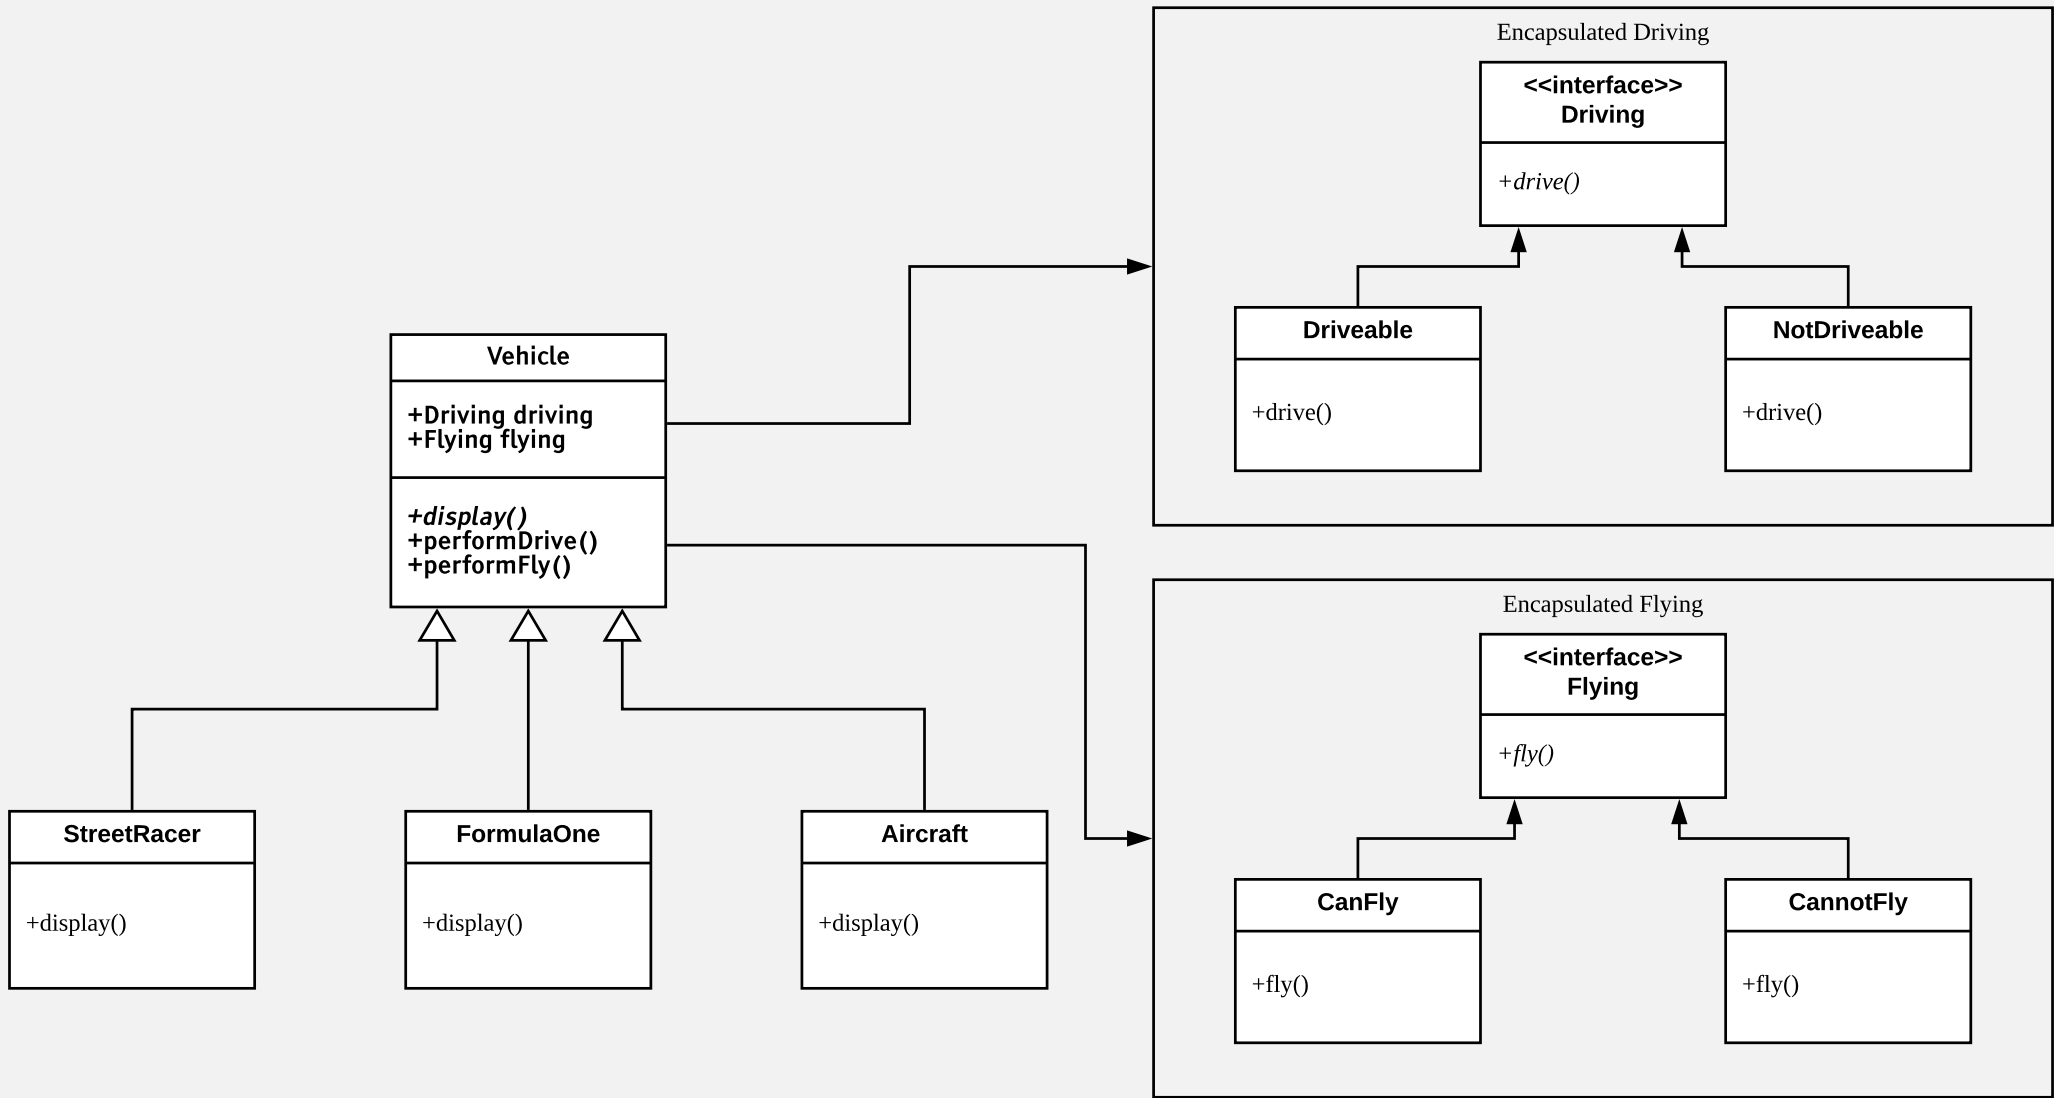 Encapsulated Driving
<<interface>>
Driving
+drive()
Driveable
+drive()
NotDriveable
+drive()
Vehicle
+Driving driving
+Flying flying
+display()
+performDrive()
+performFly()
StreetRacer
+display()
FormulaOne
+display()
Aircraft
+display()
Encapsulated Flying
<<interface>>
Flying
+fly()
CanFly
+fly()
CannotFly
+fly()